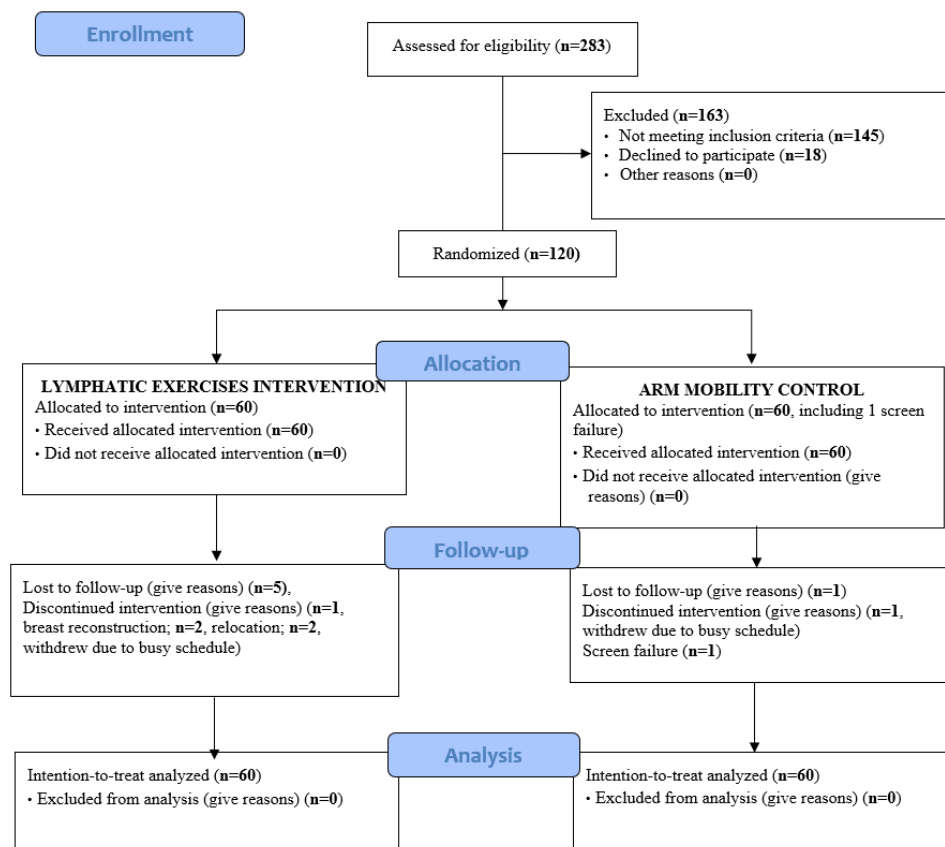 Enrollment
Assessed for eligibility (n=283)
Excluded (n=163)
• Not meeting inclusion criteria (n=145)
• Declined to participate (n=18)
• Other reasons (n=0)
Randomized (n=120)
Allocation
LYMPHATIC EXERCISES INTERVENTION
Allocated to intervention (n=60)
• Received allocated intervention (n=60)
• Did not receive allocated intervention (n=0)
ARM MOBILITY CONTROL
Allocated to intervention (n=60, including 1 screen
failure)
• Received allocated intervention (n=60)
• Did not receive allocated intervention (give
reasons) (n=0)
Follow-up
Lost to follow-up (give reasons) (n=5),
Discontinued intervention (give reasons) (n=1,
breast reconstruction; n=2, relocation; n=2,
withdrew due to busy schedule)
Lost to follow-up (give reasons) (n=1)
Discontinued intervention (give reasons) (n=1,
withdrew due to busy schedule)
Screen failure (n=1)
Analysis
Intention-to-treat analyzed (n=60)
• Excluded from analysis (give reasons) (n=0)
Intention-to-treat analyzed (n=60)
• Excluded from analysis (give reasons) (n=0)